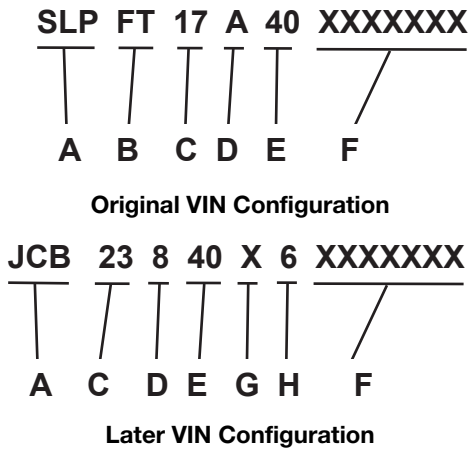 SLP FT 17 A 40 XXXXXXX
A B C D E F
Original VIN Configuration
JCB 23 8 40 X 6 XXXXXXX
A C D E G H F
Later VIN Configuration